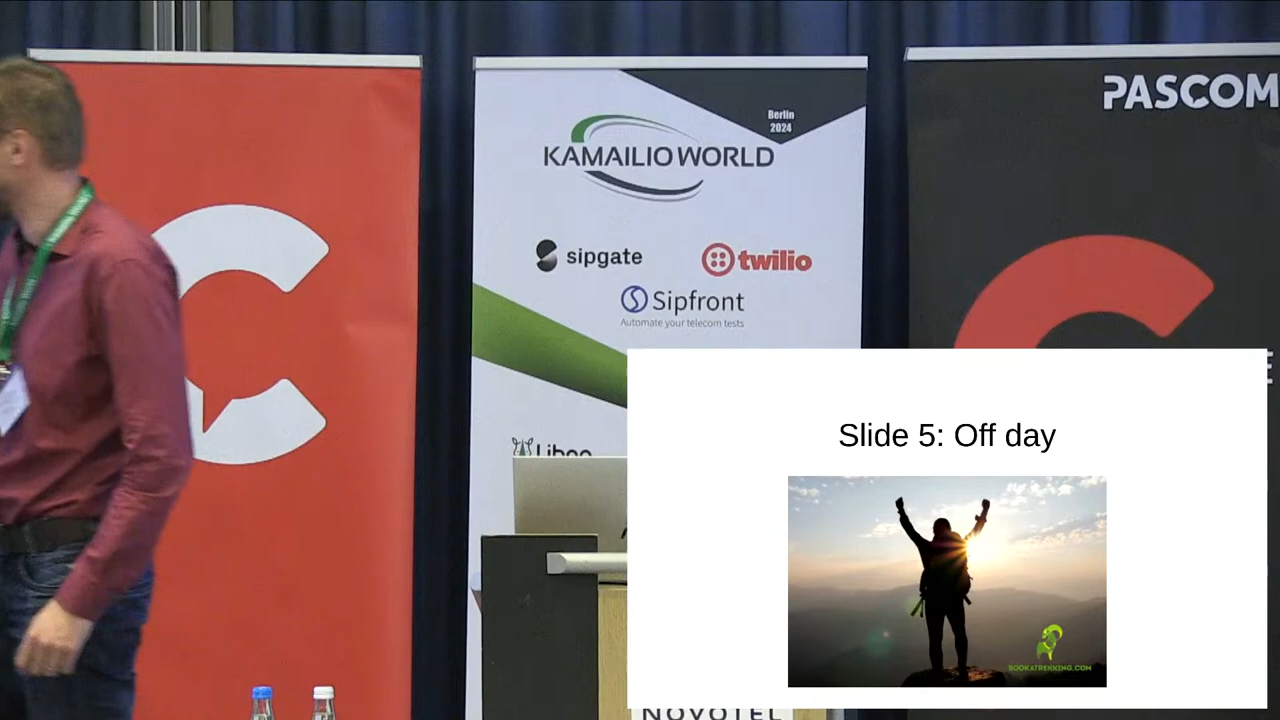 PASCOM
Berlin
2024
KAMAILIO WORLD
sipgate
twilio
Sipfront
Automate your telecom tests
Slide 5: Off day
BOOKATREKKING.COM
NOVOTEL